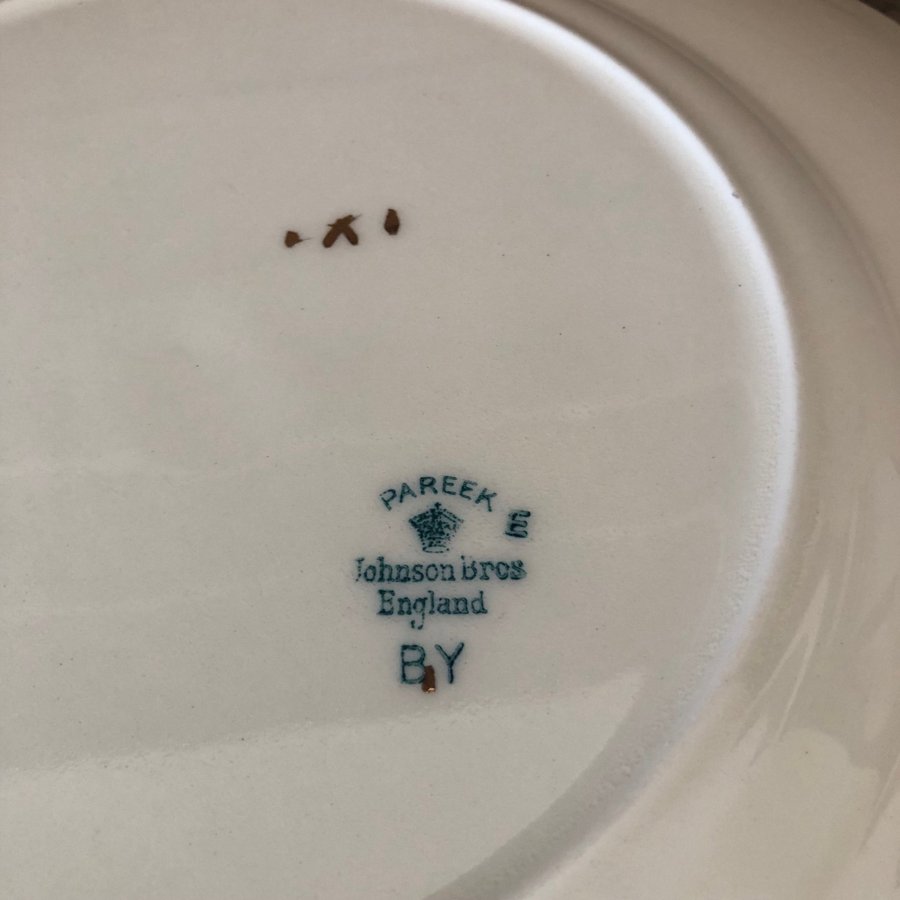 PAREEK
E
Johnson Bros
England
BY